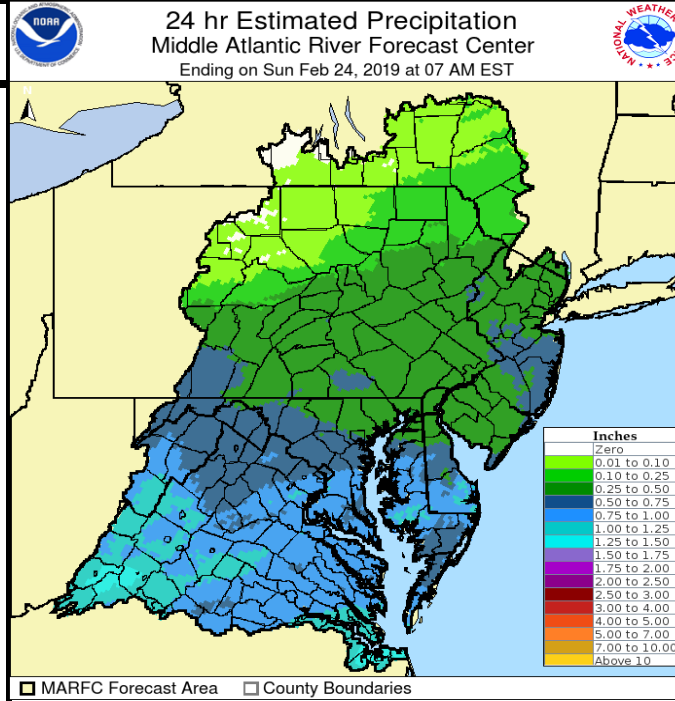 NOAA
24 hr Estimated Precipitation
Middle Atlantic River Forecast Center
Ending on Sun Feb 24, 2019 at 07 AM EST
NATIONAL WEATHER
N
Inches
Zero
0.01 to 0.10
0.10 to 0.25
0.25 to 0.50
0.50 to 0.75
0.75 to 1.00
1.00 to 1.25
1.25 to 1.50
1.50 to 1.75
1.75 to 2.00
2.00 to 2.50
2.50 to 3.00
3.00 to 4.00
4.00 to 5.00
5.00 to 7.00
7.00 to 10.00
Above 10
MARFC Forecast Area
County Boundaries